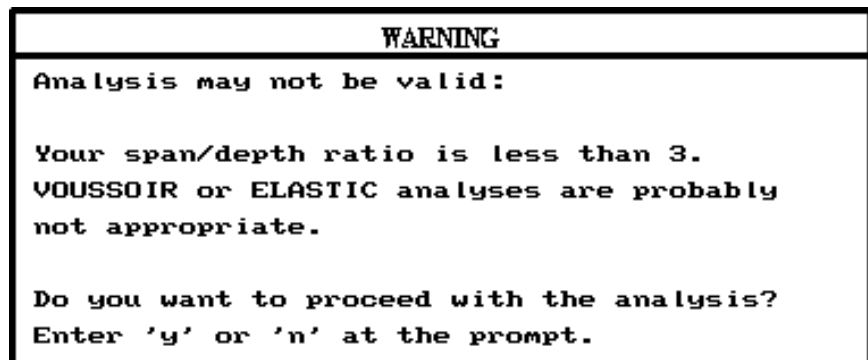 WARNING
Analysis may not be valid:
Your span/depth ratio is less than 3.
VOUSSOIR or ELASTIC analyses are probably
not appropriate.
Do you want to proceed with the analysis?
Enter 'y' or 'n' at the prompt.